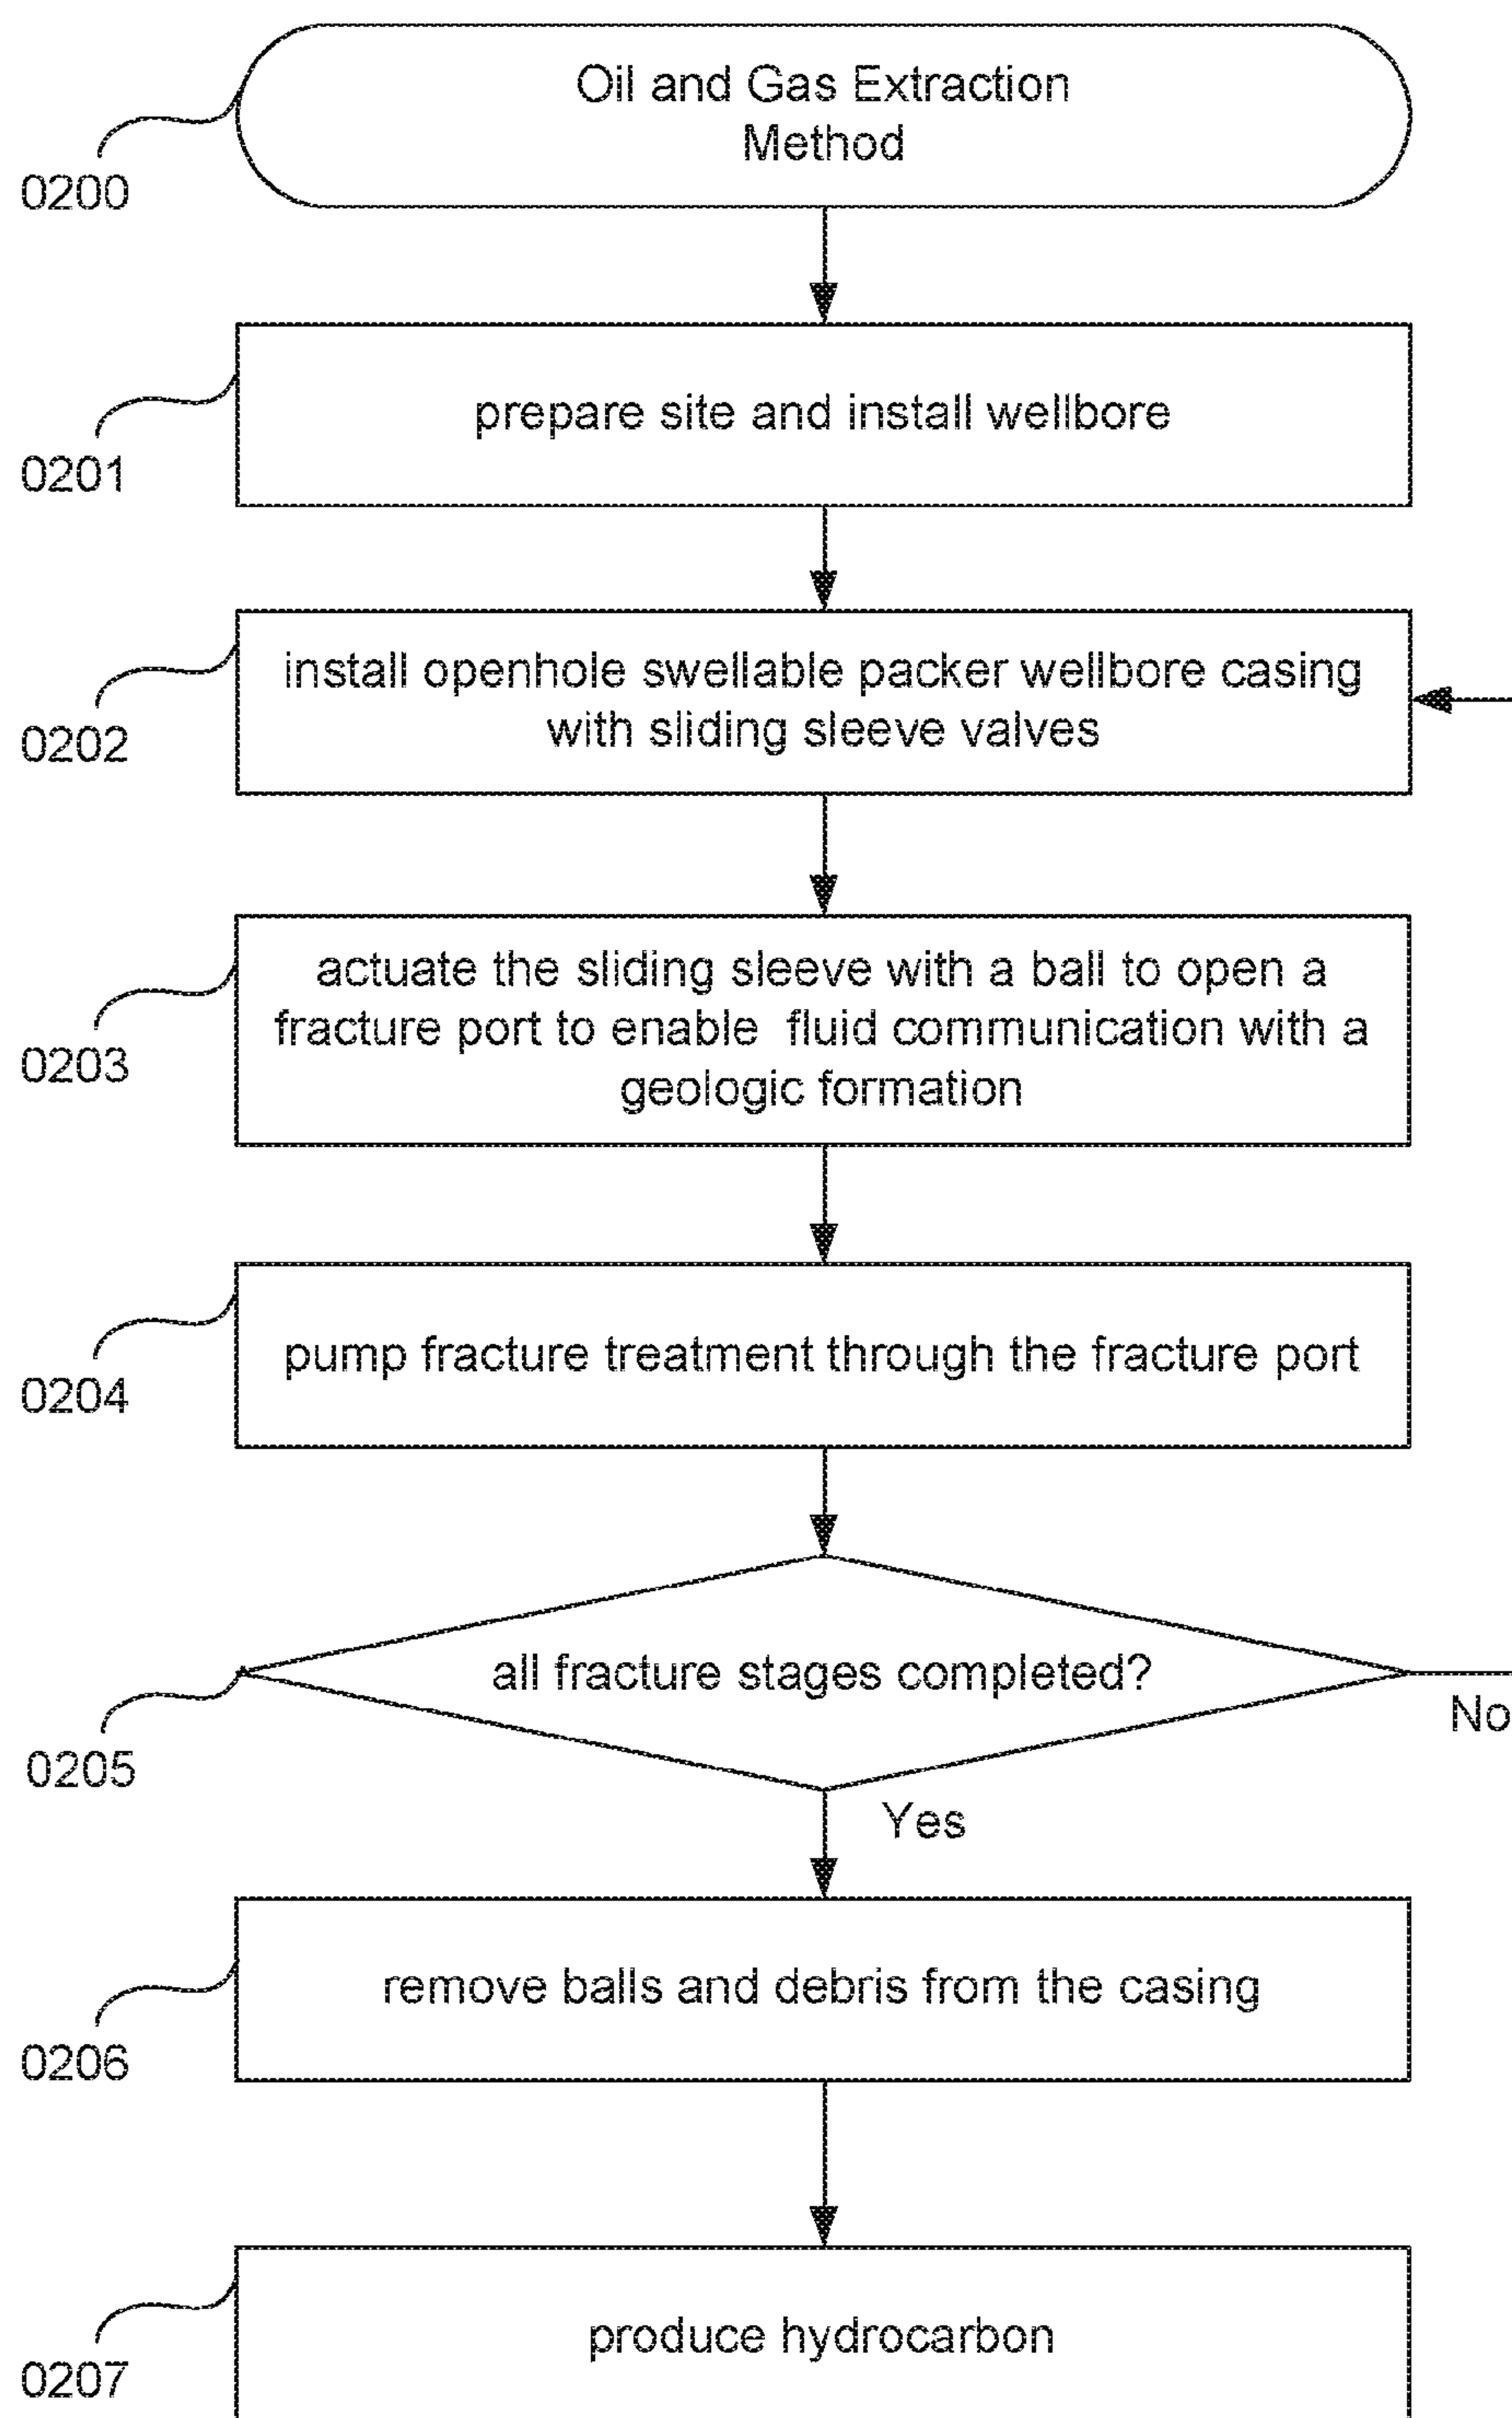 Oil and Gas Extraction
Method
0200
prepare site and install wellbore
0201
install openhole swellable packer wellbore casing
with sliding sleeve valves
0202
actuate the sliding sleeve with a ball to open a
fracture port to enable fluid communication with a
geologic formation
0203
pump fracture treatment through the fracture port
0204
all fracture stages completed?
No
0205
Yes
remove balls and debris from the casing
0206
produce hydrocarbon
0207